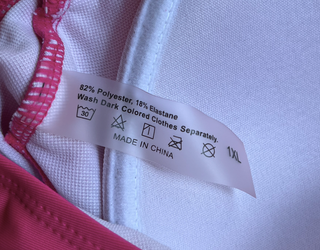 82% Polyester, 18% Elastane
Wash Dark Colored Clothes Separately.
30
MADE IN CHINA
1XL